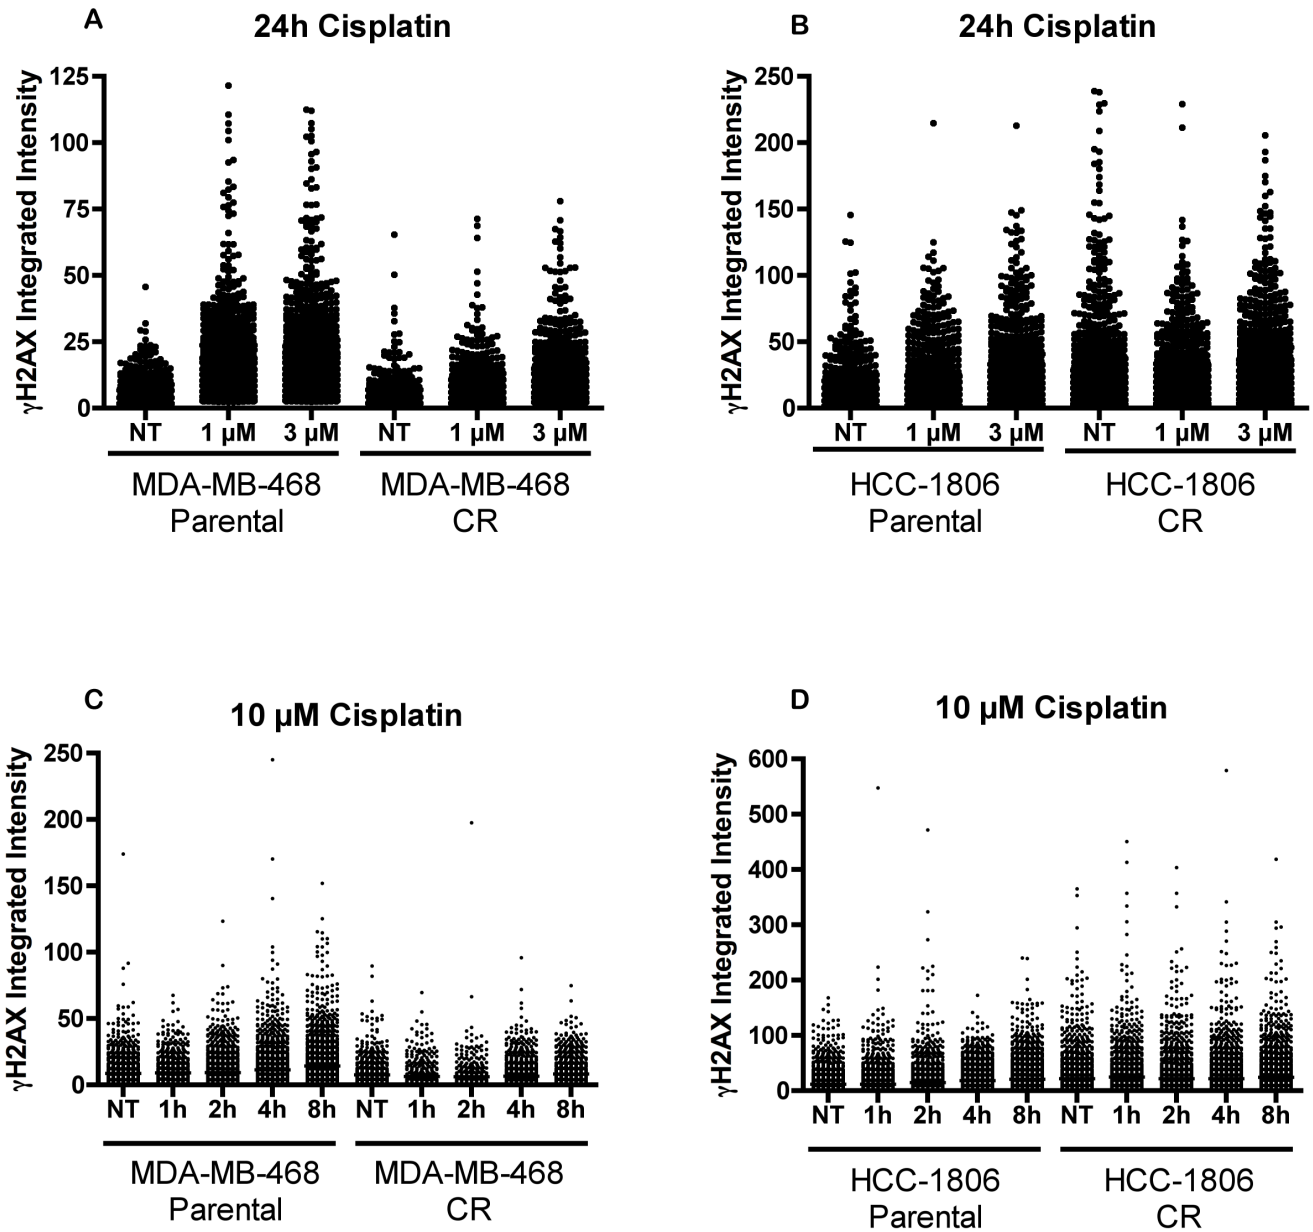 A
24h Cisplatin
γH2AX Integrated Intensity
125
100
75
50
25
0
NT
1 µM
3 µM
NT
1 µM
3 µM
MDA-MB-468
Parental
MDA-MB-468
CR
B
24h Cisplatin
γH2AX Integrated Intensity
250
200
150
100
50
0
NT
1 µM
3 µM
NT
1 µM
3 µM
HCC-1806
Parental
HCC-1806
CR
C
10 µM Cisplatin
γH2AX Integrated Intensity
250
200
150
100
50
0
NT
1h
2h
4h
8h
NT
1h
2h
4h
8h
MDA-MB-468
Parental
MDA-MB-468
CR
D
10 µM Cisplatin
γH2AX Integrated Intensity
600
500
400
300
200
100
0
NT
1h
2h
4h
8h
NT
1h
2h
4h
8h
HCC-1806
Parental
HCC-1806
CR